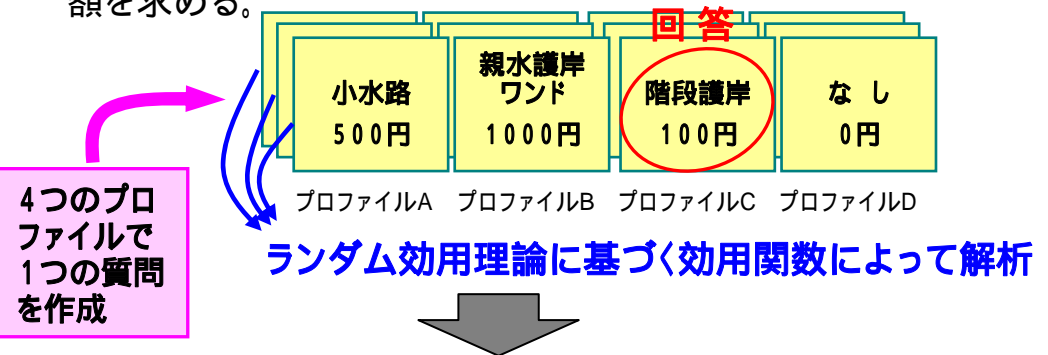 額を求める。
回 答
小水路
500円
親水護岸
ワンド
1000円
階段護岸
100円
な し
0円
プロファイルA
プロファイルB
プロファイルC
プロファイルD
4つのプロ
ファイルで
1つの質問
を作成
ランダム効用理論に基づく効用関数によって解析